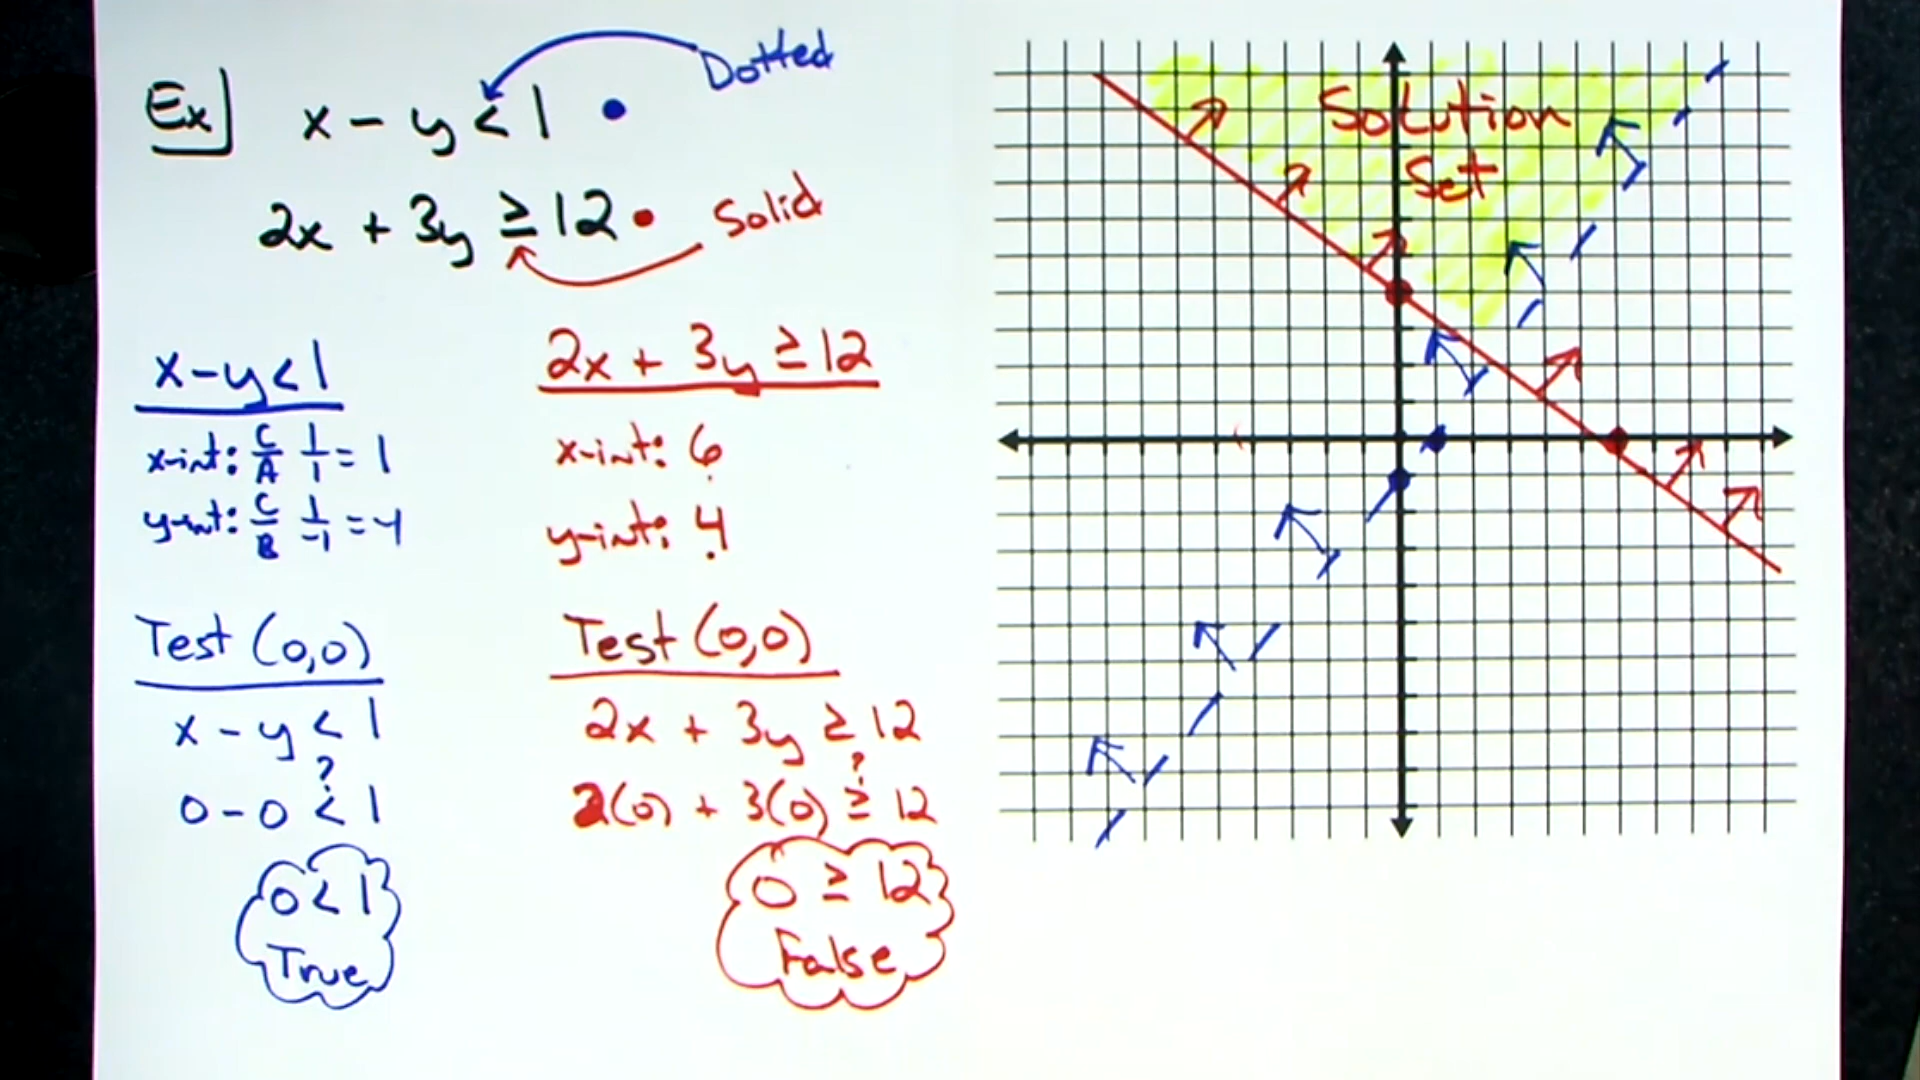 Ex x - y < 1 Dotted
2x + 3y ≥ 12 Solid
x - y < 1
x-int: C/A 1/1 = 1
y-int: C/B 1/-1 = -1
Test (0,0)
x - y < 1
0 - 0 <? 1
0 < 1
True
2x + 3y ≥ 12
x-int: 6
y-int: 4
Test (0,0)
2x + 3y ≥ 12
2(0) + 3(0) ≥? 12
0 ≥ 12
False
Solution
Set